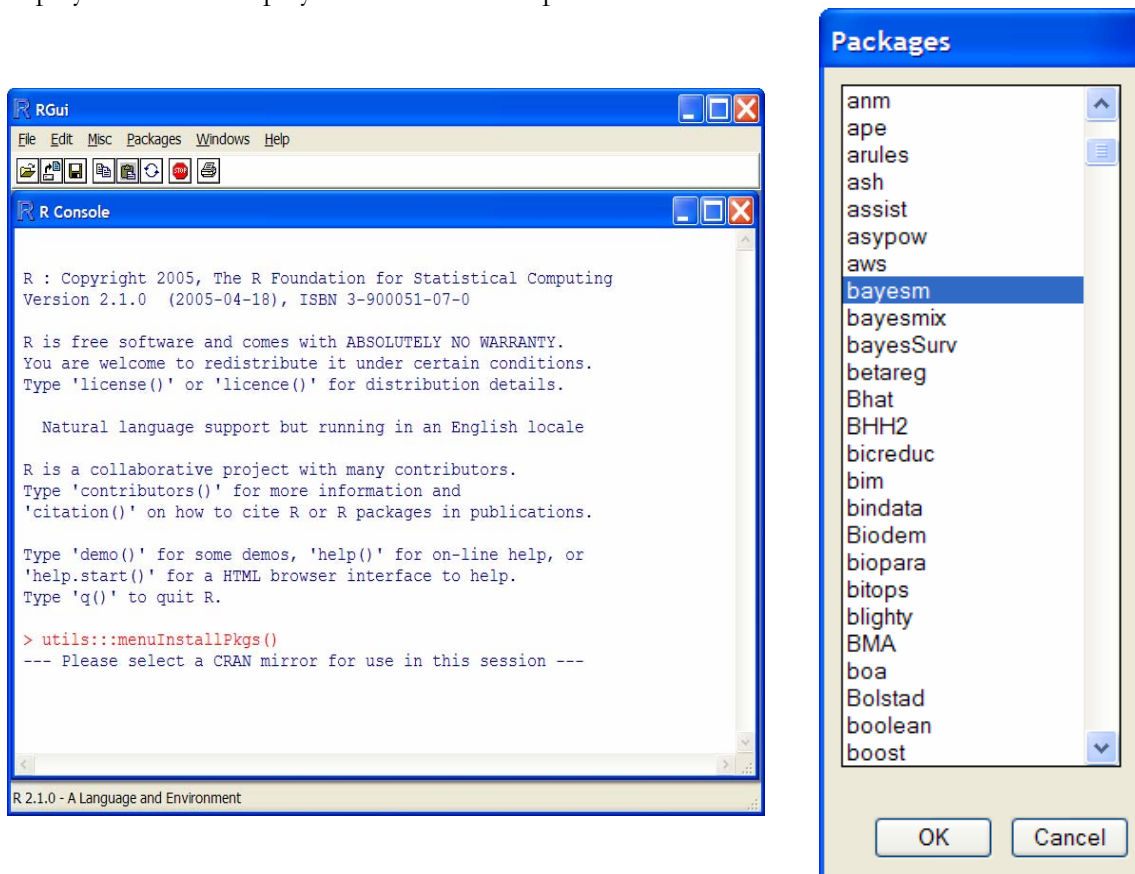 RGui
File Edit Misc Packages Windows Help
STOP
R Console
R : Copyright 2005, The R Foundation for Statistical Computing
Version 2.1.0 (2005-04-18), ISBN 3-900051-07-0
R is free software and comes with ABSOLUTELY NO WARRANTY.
You are welcome to redistribute it under certain conditions.
Type 'license()' or 'licence()' for distribution details.
Natural language support but running in an English locale
R is a collaborative project with many contributors.
Type 'contributors()' for more information and
'citation()' on how to cite R or R packages in publications.
Type 'demo()' for some demos, 'help()' for on-line help, or
'help.start()' for a HTML browser interface to help.
Type 'q()' to quit R.
> utils:::menuInstallPkgs()
--- Please select a CRAN mirror for use in this session ---
R 2.1.0 - A Language and Environment
Packages
anm
ape
arules
ash
assist
asypow
aws
bayesm
bayesmix
bayesSurv
betareg
Bhat
BHH2
bicreduc
bim
bindata
Biodem
biopara
bitops
blighty
BMA
boa
Bolstad
boolean
boost
OK Cancel